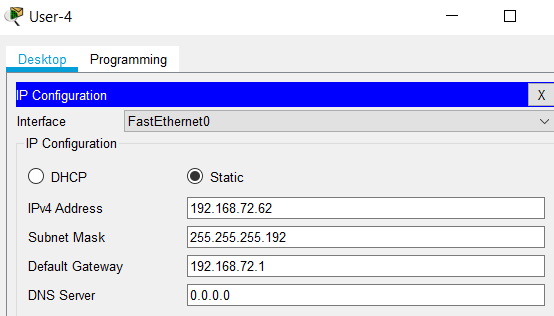 User-4
Desktop Programming
IP Configuration X
Interface FastEthernet0
IP Configuration
DHCP Static
IPv4 Address 192.168.72.62
Subnet Mask 255.255.255.192
Default Gateway 192.168.72.1
DNS Server 0.0.0.0